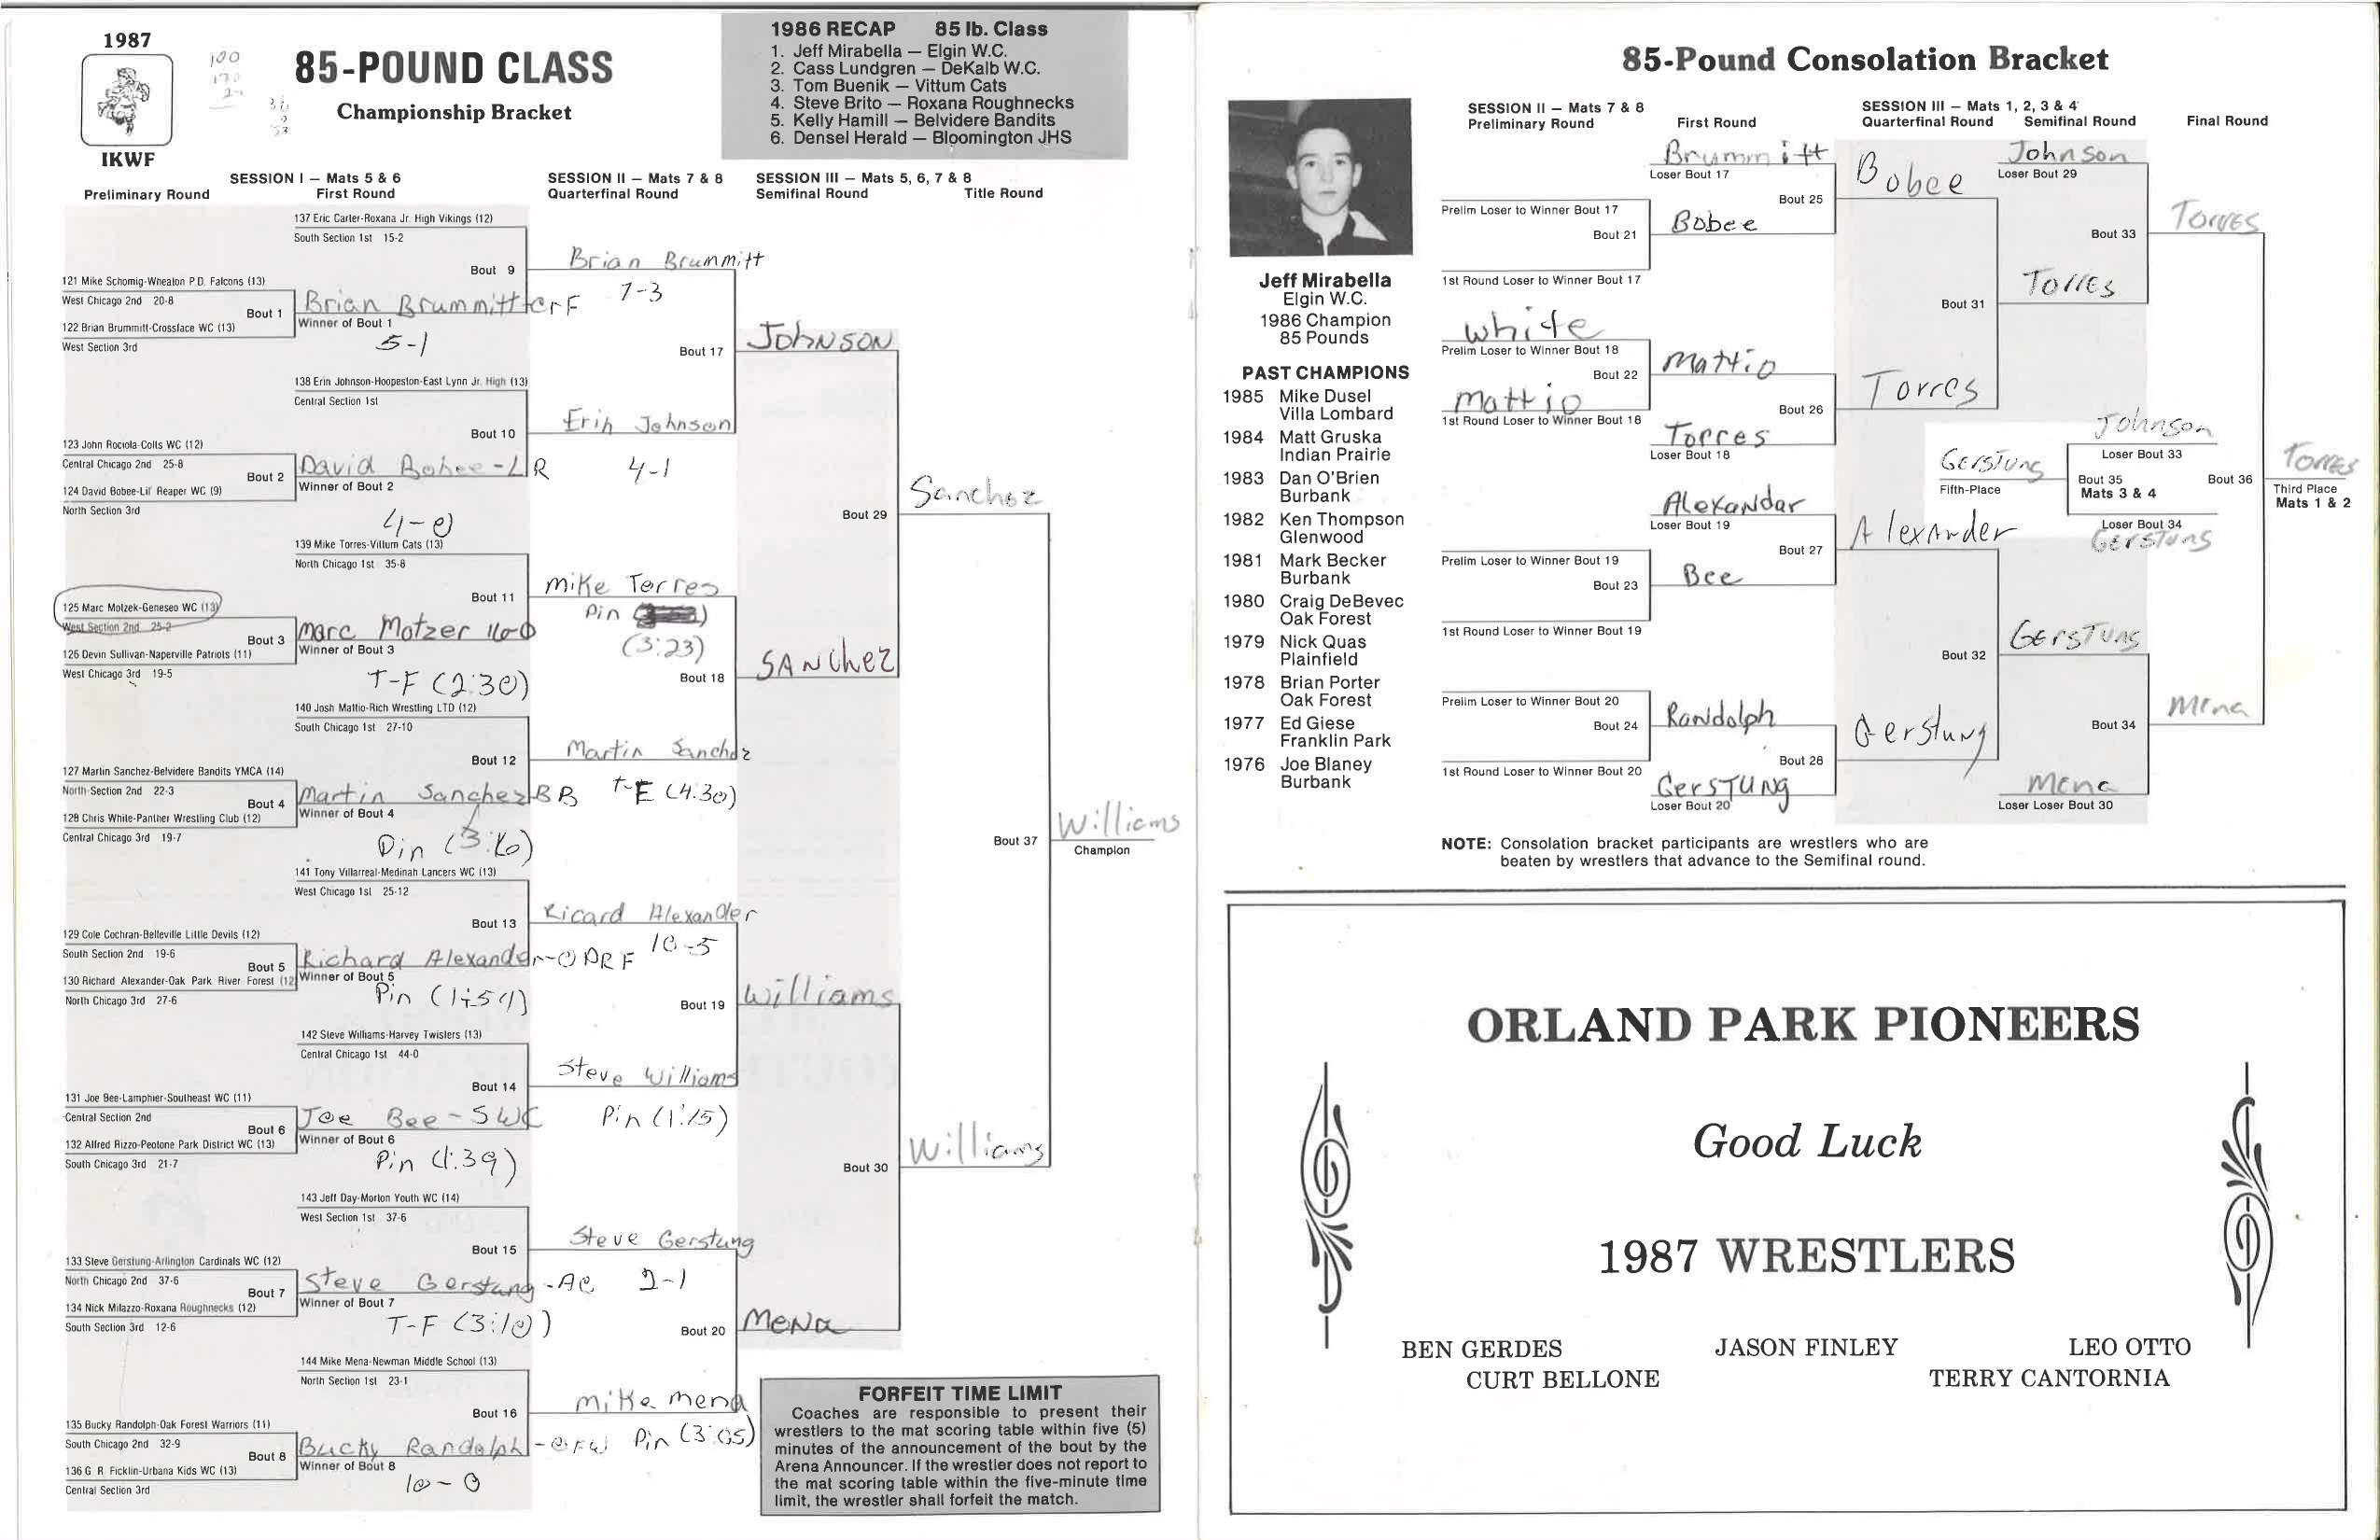 1987
IKWF
100
85-POUND CLASS
Championship Bracket
1986 RECAP 85 lb. Class
1. Jeff Mirabella — Elgin W.C.
2. Cass Lundgren — DeKalb W.C.
3. Tom Buenik — Vittum Cats
4. Steve Brito — Roxana Roughnecks
5. Kelly Hamill — Belvidere Bandits
6. Densel Herald — Bloomington JHS
SESSION I — Mats 5 & 6
Preliminary Round First Round
SESSION II — Mats 7 & 8
Quarterfinal Round
SESSION III — Mats 5, 6, 7 & 8
Semifinal Round Title Round
137 Eric Carter-Roxana Jr. High Vikings (12)
South Section 1st 15-2
Bout 9
Brian Brummitt
7-3
121 Mike Schomig-Wheaton P.D. Falcons (13)
West Chicago 2nd 20-8
Bout 1
Brian Brummitt
Winner of Bout 1
122 Brian Brummitt-Crossface WC (13)
West Section 3rd
5-1
Bout 17
Johnson
138 Erin Johnson-Hoopeston-East Lynn Jr. High (13)
Central Section 1st
Bout 10
Erin Johnson
4-1
123 John Rociola-Colts WC (12)
Central Chicago 2nd 25-8
Bout 2
David Bobee-LR
Winner of Bout 2
124 David Bobee-Lil' Reaper WC (9)
North Section 3rd
4-0
Bout 29
Sanchez
139 Mike Torres-Vittum Cats (13)
North Chicago 1st 35-8
Bout 11
Mike Torres
Pin
(3:23)
125 Marc Motzek-Geneseo WC (13)
West Section 2nd 25-2
Bout 3
Marc Motzer 16-0
Winner of Bout 3
126 Devin Sullivan-Naperville Patriots (11)
West Chicago 3rd 19-5
T-F (2:30)
Bout 18
Sanchez
140 Josh Mattio-Rich Wrestling LTD (12)
South Chicago 1st 27-10
Bout 12
Martin Sanchez
T-F (4:30)
127 Martin Sanchez-Belvidere Bandits YMCA (14)
North Section 2nd 22-3
Bout 4
Martin Sanchez BB
Winner of Bout 4
128 Chris White-Panther Wrestling Club (12)
Central Chicago 3rd 19-7
Pin
Bout 37
Williams
Champion
141 Tony Villarreal-Medinah Lancers WC (13)
West Chicago 1st 25-12
Bout 13
Ricard Alexander
10-5
129 Cole Cochran-Belleville Little Devils (12)
South Section 2nd 19-6
Bout 5
Richard Alexander-OPRF
Winner of Bout 5
130 Richard Alexander-Oak Park River Forest (12
North Chicago 3rd 27-6
Pin (1:54)
Bout 19
Williams
142 Steve Williams-Harvey Twisters (13)
Central Chicago 1st 44-0
Bout 14
Steve Williams
Pin (1:15)
131 Joe Bee-Lamphier-Southeast WC (11)
Central Section 2nd
Bout 6
Joe Bee-SWC
Winner of Bout 6
132 Alfred Rizzo-Peotone Park District WC (13)
South Chicago 3rd 21-7
Pin (1:39)
Bout 30
Williams
143 Jeff Day-Morton Youth WC (14)
West Section 1st 37-6
Bout 15
Steve Gerstung
2-1
133 Steve Gerstung-Arlington Cardinals WC (12)
North Chicago 2nd 37-6
Bout 7
Steve Gerstung-AC
Winner of Bout 7
134 Nick Milazzo-Roxana Roughnecks (12)
South Section 3rd 12-6
T-F (3:10)
Bout 20
Mena
144 Mike Mena-Newman Middle School (13)
North Section 1st 23-1
Bout 16
Mike Mena
Pin (3:05)
135 Bucky Randolph-Oak Forest Warriors (11)
South Chicago 2nd 32-9
Bout 8
Bucky Randolph-OFW
Winner of Bout 8
136 G. R. Ficklin-Urbana Kids WC (13)
Central Section 3rd
10-0
FORFEIT TIME LIMIT
Coaches are responsible to present their
wrestlers to the mat scoring table within five (5)
minutes of the announcement of the bout by the
Arena Announcer. If the wrestler does not report to
the mat scoring table within the five-minute time
limit, the wrestler shall forfeit the match.
85-Pound Consolation Bracket
Jeff Mirabella
Elgin W.C.
1986 Champion
85 Pounds
PAST CHAMPIONS
1985 Mike Dusel
Villa Lombard
1984 Matt Gruska
Indian Prairie
1983 Dan O'Brien
Burbank
1982 Ken Thompson
Glenwood
1981 Mark Becker
Burbank
1980 Craig DeBevec
Oak Forest
1979 Nick Quas
Plainfield
1978 Brian Porter
Oak Forest
1977 Ed Giese
Franklin Park
1976 Joe Blaney
Burbank
SESSION II — Mats 7 & 8
Preliminary Round First Round
SESSION III — Mats 1, 2, 3 & 4
Quarterfinal Round Semifinal Round Final Round
Brummitt
Loser Bout 17
Bout 25
Bobee
Prelim Loser to Winner Bout 17
Bout 21
Bobee
1st Round Loser to Winner Bout 17
Johnson
Loser Bout 29
Bout 33
Torres
Bout 31
Torres
White
Prelim Loser to Winner Bout 18
Bout 22
Mattio
Mattio
1st Round Loser to Winner Bout 18
Bout 26
Torres
Torres
Loser Bout 18
Johnson
Loser Bout 33
Gerstung
Fifth-Place
Bout 35
Mats 3 & 4
Loser Bout 34
Gerstung
Bout 36
Torres
Third Place
Mats 1 & 2
Alexandar
Loser Bout 19
Bout 27
Alexander
Prelim Loser to Winner Bout 19
Bout 23
Bee
1st Round Loser to Winner Bout 19
Bout 32
Gerstung
Prelim Loser to Winner Bout 20
Bout 24
Randolph
1st Round Loser to Winner Bout 20
Bout 28
Gerstung
Gerstung
Loser Bout 20
Bout 34
Mena
Mena
Loser Loser Bout 30
NOTE: Consolation bracket participants are wrestlers who are
beaten by wrestlers that advance to the Semifinal round.
ORLAND PARK PIONEERS
Good Luck
1987 WRESTLERS
BEN GERDES JASON FINLEY LEO OTTO
CURT BELLONE TERRY CANTORNIA